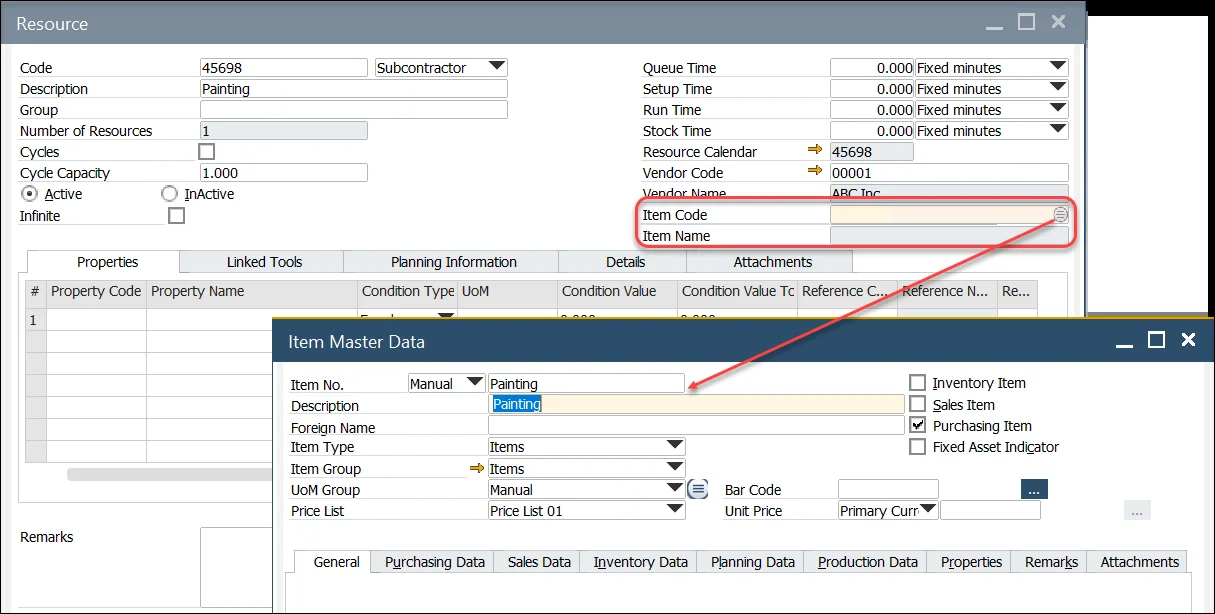 Resource
Code 45698 Subcontractor
Description Painting
Group
Number of Resources 1
Cycles
Cycle Capacity 1.000
Active InActive
Infinite
Queue Time 0.000 Fixed minutes
Setup Time 0.000 Fixed minutes
Run Time 0.000 Fixed minutes
Stock Time 0.000 Fixed minutes
Resource Calendar 45698
Vendor Code 00001
Vendor Name ABC Inc
Item Code
Item Name
Properties Linked Tools Planning Information Details Attachments
# Property Code Property Name Condition Type UoM Condition Value Condition Value To Reference C... Reference N... Re...
1 0.000 0.000
Remarks
Item Master Data
Item No. Manual Painting
Description Painting
Foreign Name
Item Type Items
Item Group Items
UoM Group Manual
Price List Price List 01
Inventory Item
Sales Item
Purchasing Item
Fixed Asset Indicator
Bar Code ...
Unit Price Primary Curr ...
General Purchasing Data Sales Data Inventory Data Planning Data Production Data Properties Remarks Attachments